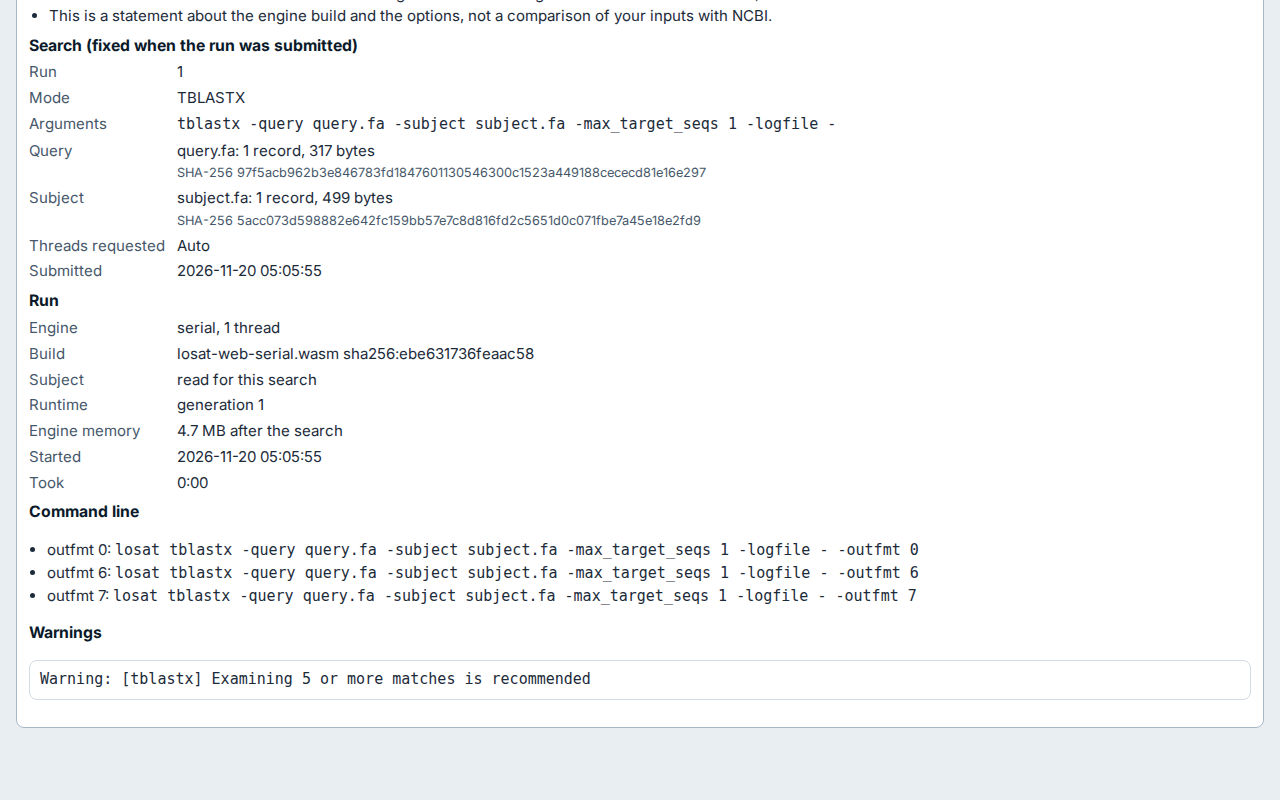 • This is a statement about the engine build and the options, not a comparison of your inputs with NCBI.
Search (fixed when the run was submitted)
Run 1
Mode TBLASTX
Arguments tblastx -query query.fa -subject subject.fa -max_target_seqs 1 -logfile -
Query query.fa: 1 record, 317 bytes
SHA-256 97f5acb962b3e846783fd1847601130546300c1523a449188cececd81e16e297
Subject subject.fa: 1 record, 499 bytes
SHA-256 5acc073d598882e642fc159bb57e7c8d816fd2c5651d0c071fbe7a45e18e2fd9
Threads requested Auto
Submitted 2026-11-20 05:05:55
Run
Engine serial, 1 thread
Build losat-web-serial.wasm sha256:ebe631736feaac58
Subject read for this search
Runtime generation 1
Engine memory 4.7 MB after the search
Started 2026-11-20 05:05:55
Took 0:00
Command line
• outfmt 0: losat tblastx -query query.fa -subject subject.fa -max_target_seqs 1 -logfile - -outfmt 0
• outfmt 6: losat tblastx -query query.fa -subject subject.fa -max_target_seqs 1 -logfile - -outfmt 6
• outfmt 7: losat tblastx -query query.fa -subject subject.fa -max_target_seqs 1 -logfile - -outfmt 7
Warnings
Warning: [tblastx] Examining 5 or more matches is recommended